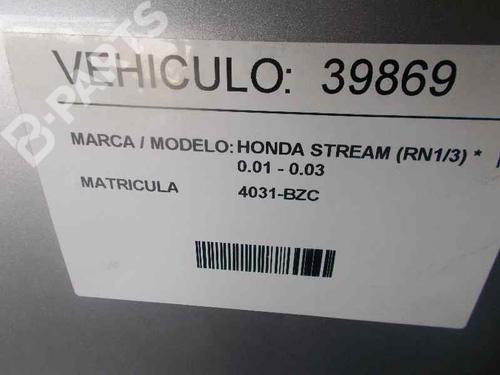 VEHICULO: 39869
MARCA / MODELO: HONDA STREAM (RN1/3) *
0.01 - 0.03
MATRICULA 4031-BZC
B-PARTS